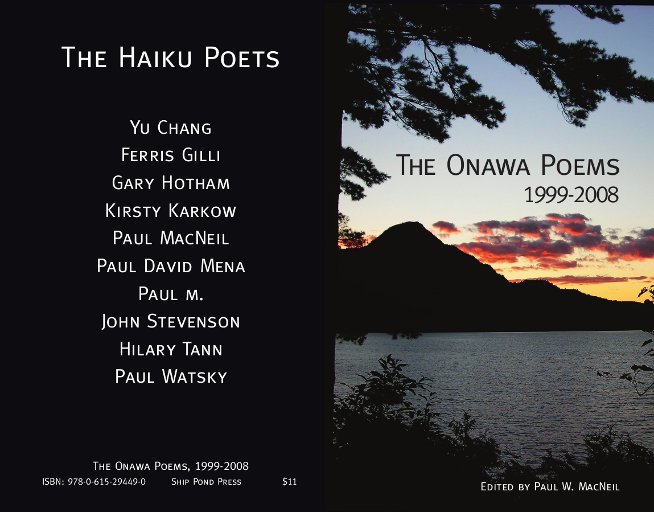 The Haiku Poets
Yu Chang
Ferris Gilli
Gary Hotham
Kirsty Karkow
Paul MacNeil
Paul David Mena
Paul m.
John Stevenson
Hilary Tann
Paul Watsky
The Onawa Poems, 1999-2008
ISBN: 978-0-615-29449-0 Ship Pond Press $11
The Onawa Poems
1999-2008
Edited by Paul W. MacNeil